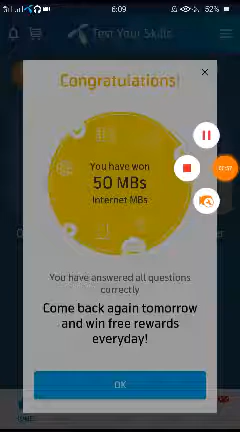 6:09
52%
Test Your Skills
Congratulations!
You have won
50 MBs
Internet MBs
You have answered all questions
correctly
Come back again tomorrow
and win free rewards
everyday!
OK